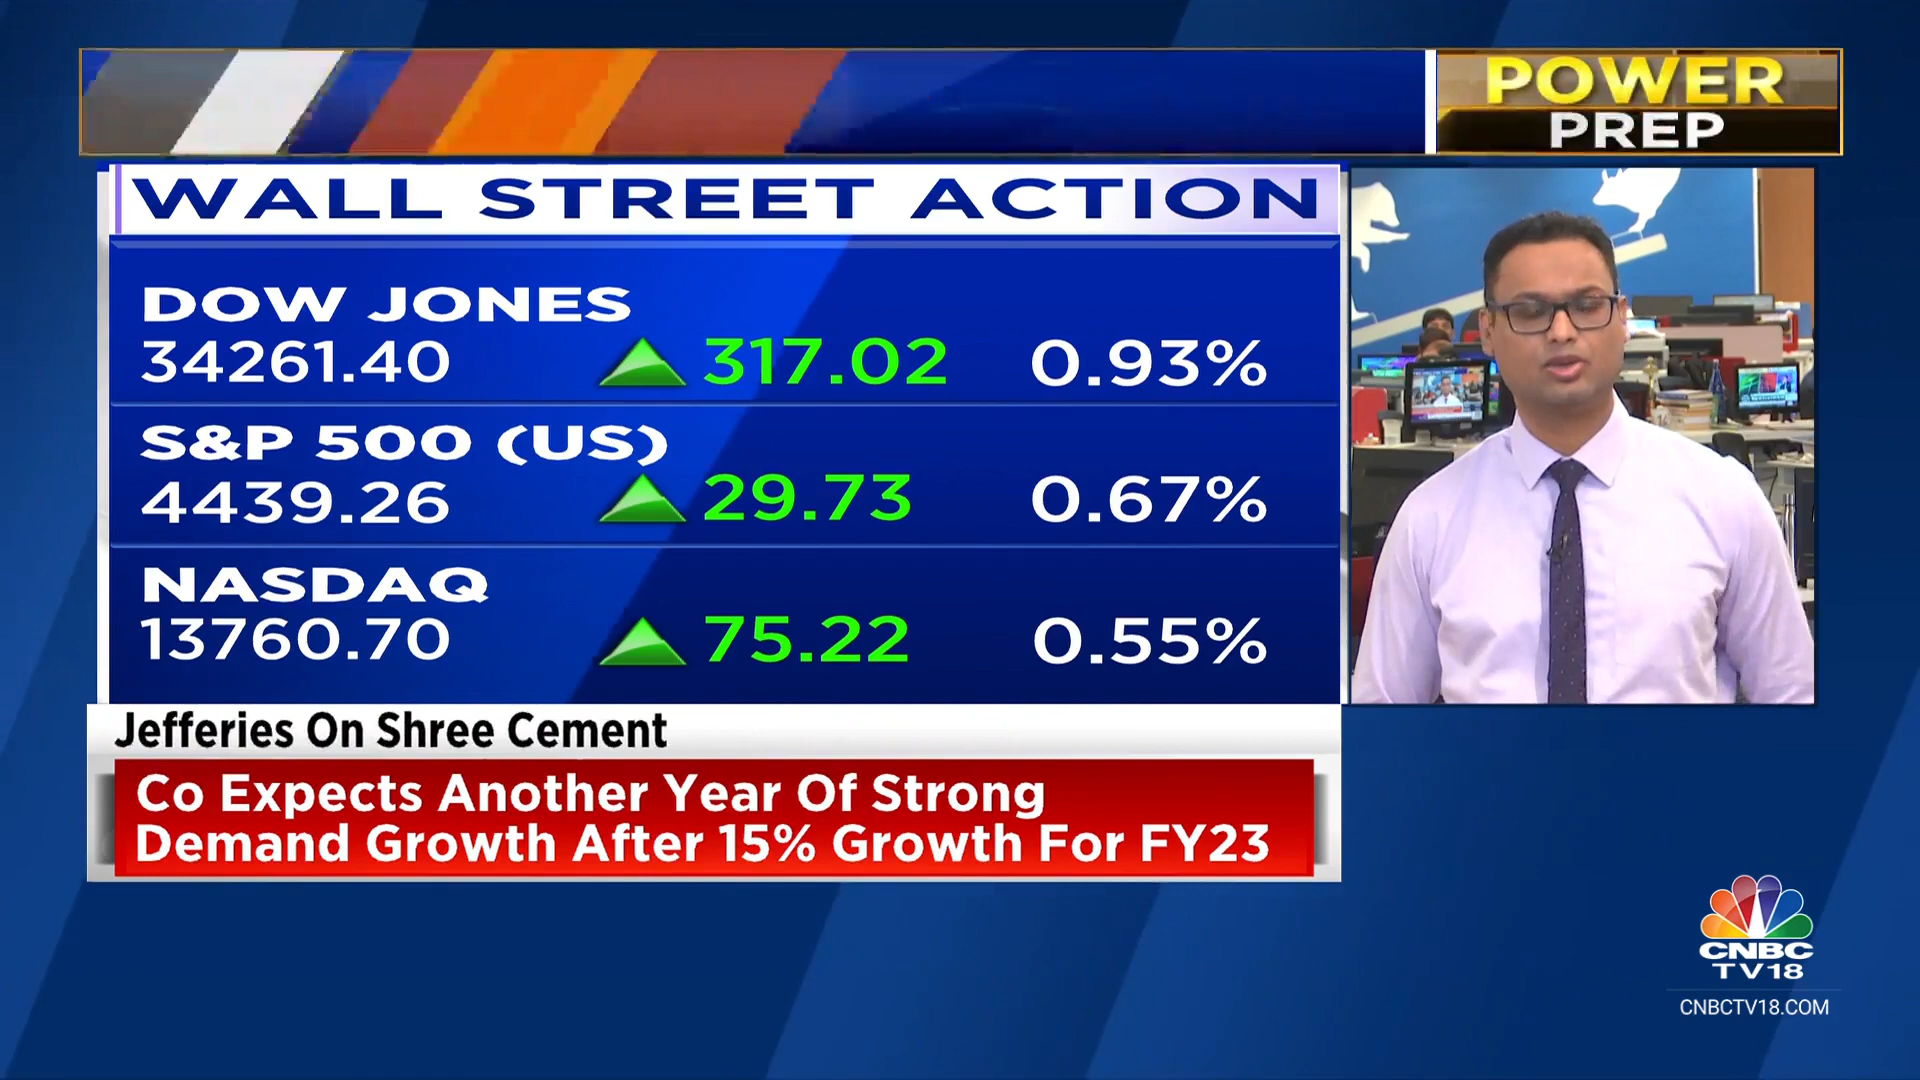 POWER
PREP
WALL STREET ACTION
DOW JONES
34261.40 317.02 0.93%
S&P 500 (US)
4439.26 29.73 0.67%
NASDAQ
13760.70 75.22 0.55%
Jefferies On Shree Cement
Co Expects Another Year Of Strong
Demand Growth After 15% Growth For FY23
CNBC
TV18
CNBCTV18.COM